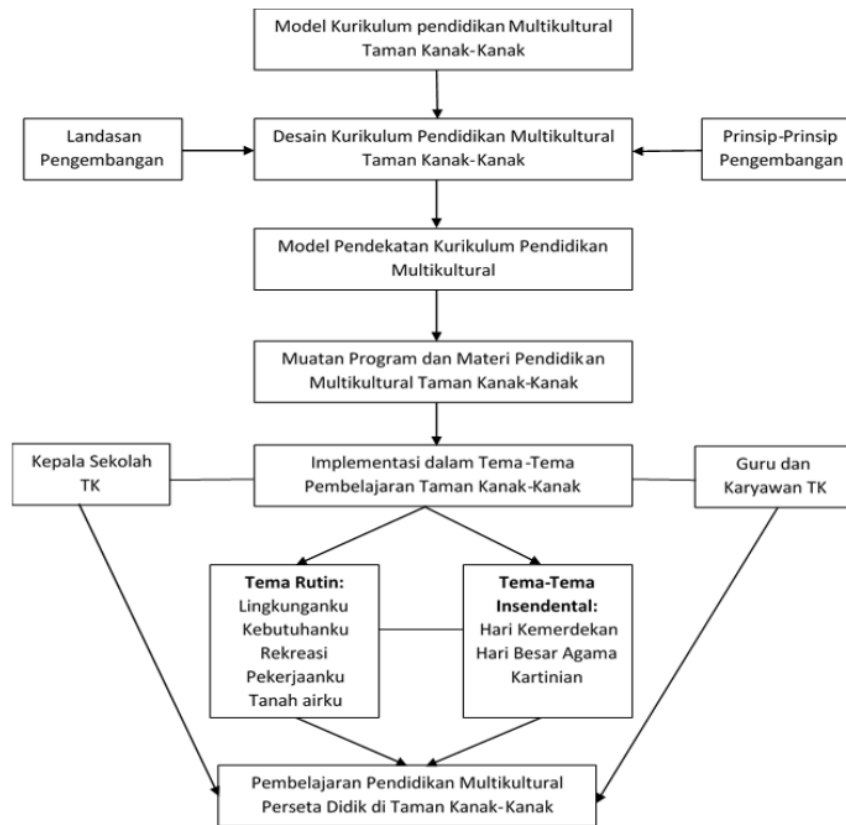 Model Kurikulum pendidikan Multikultural
Taman Kanak-Kanak
Landasan
Pengembangan
Desain Kurikulum Pendidikan Multikultural
Taman Kanak-Kanak
Prinsip-Prinsip
Pengembangan
Model Pendekatan Kurikulum Pendidikan
Multikultural
Muatan Program dan Materi Pendidikan
Multikultural Taman Kanak-Kanak
Kepala Sekolah
TK
Implementasi dalam Tema-Tema
Pembelajaran Taman Kanak-Kanak
Guru dan
Karyawan TK
Tema Rutin:
Lingkunganku
Kebutuhanku
Rekreasi
Pekerjaanku
Tanah airku
Tema-Tema
Insendental:
Hari Kemerdekan
Hari Besar Agama
Kartinian
Pembelajaran Pendidikan Multikultural
Perseta Didik di Taman Kanak-Kanak